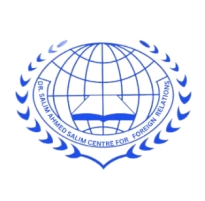 DR. SALIM AHMED SALIM CENTRE FOR FOREIGN RELATIONS